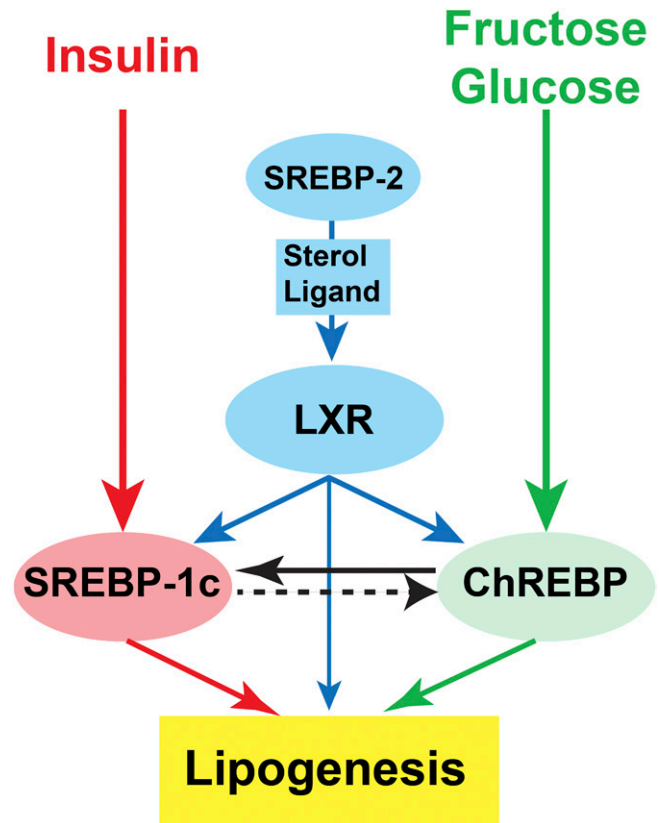 Insulin
Fructose
Glucose
SREBP-2
Sterol
Ligand
LXR
SREBP-1c
ChREBP
Lipogenesis